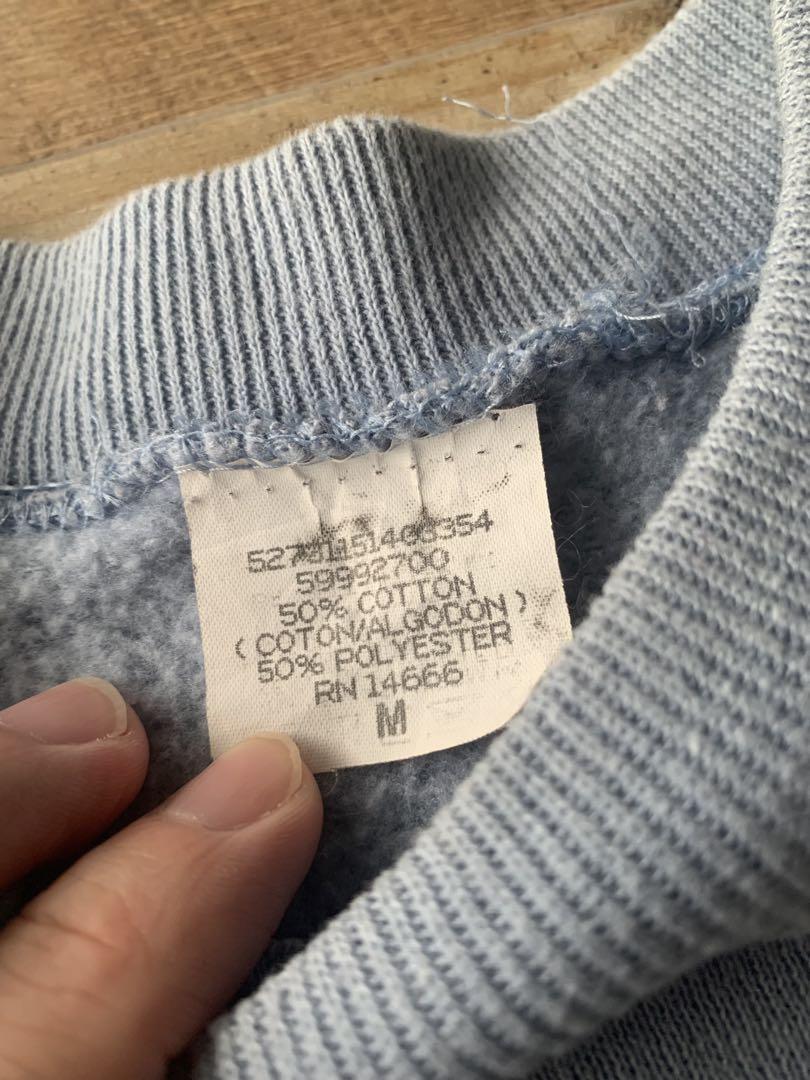 59992700
50% COTTON
(COTON/ALGODON)
50% POLYESTER
RN 14666
M